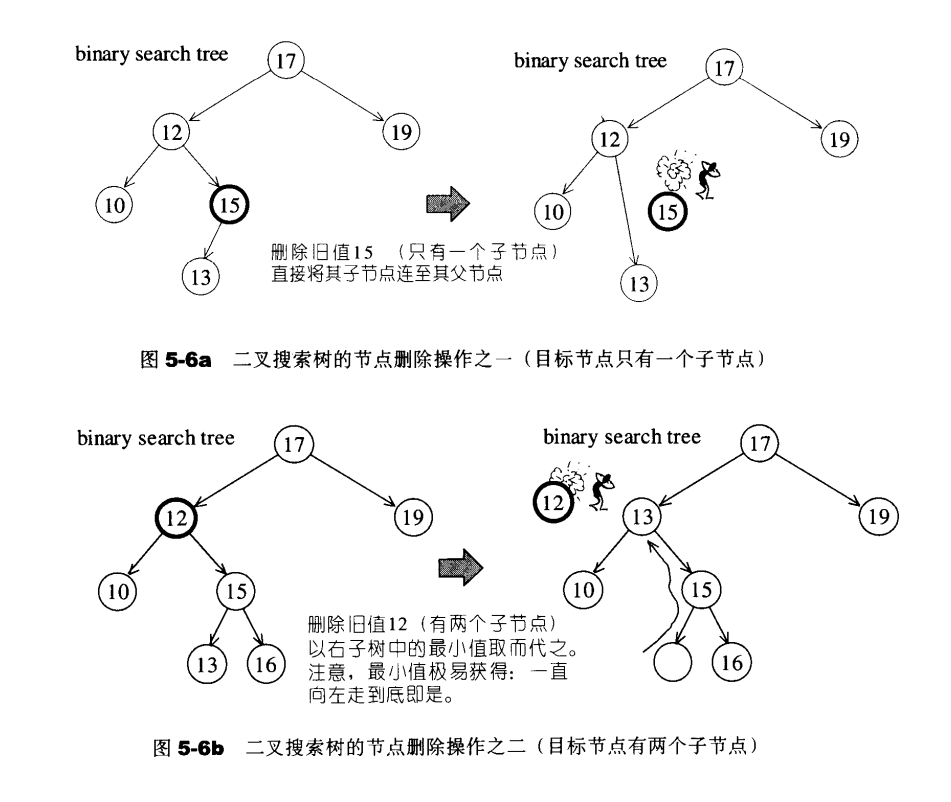 binary search tree
17
12
19
10
15
13
binary search tree
17
12
19
10
15
13
删除旧值15 (只有一个子节点)
直接将其子节点连至其父节点
图 5-6a 二叉搜索树的节点删除操作之一(目标节点只有一个子节点)
binary search tree
17
12
19
10
15
13
16
binary search tree
17
12
13
19
10
15
16
删除旧值12(有两个子节点)
以右子树中的最小值取而代之。
注意,最小值极易获得:一直
向左走到底即是。
图 5-6b 二叉搜索树的节点删除操作之二(目标节点有两个子节点)